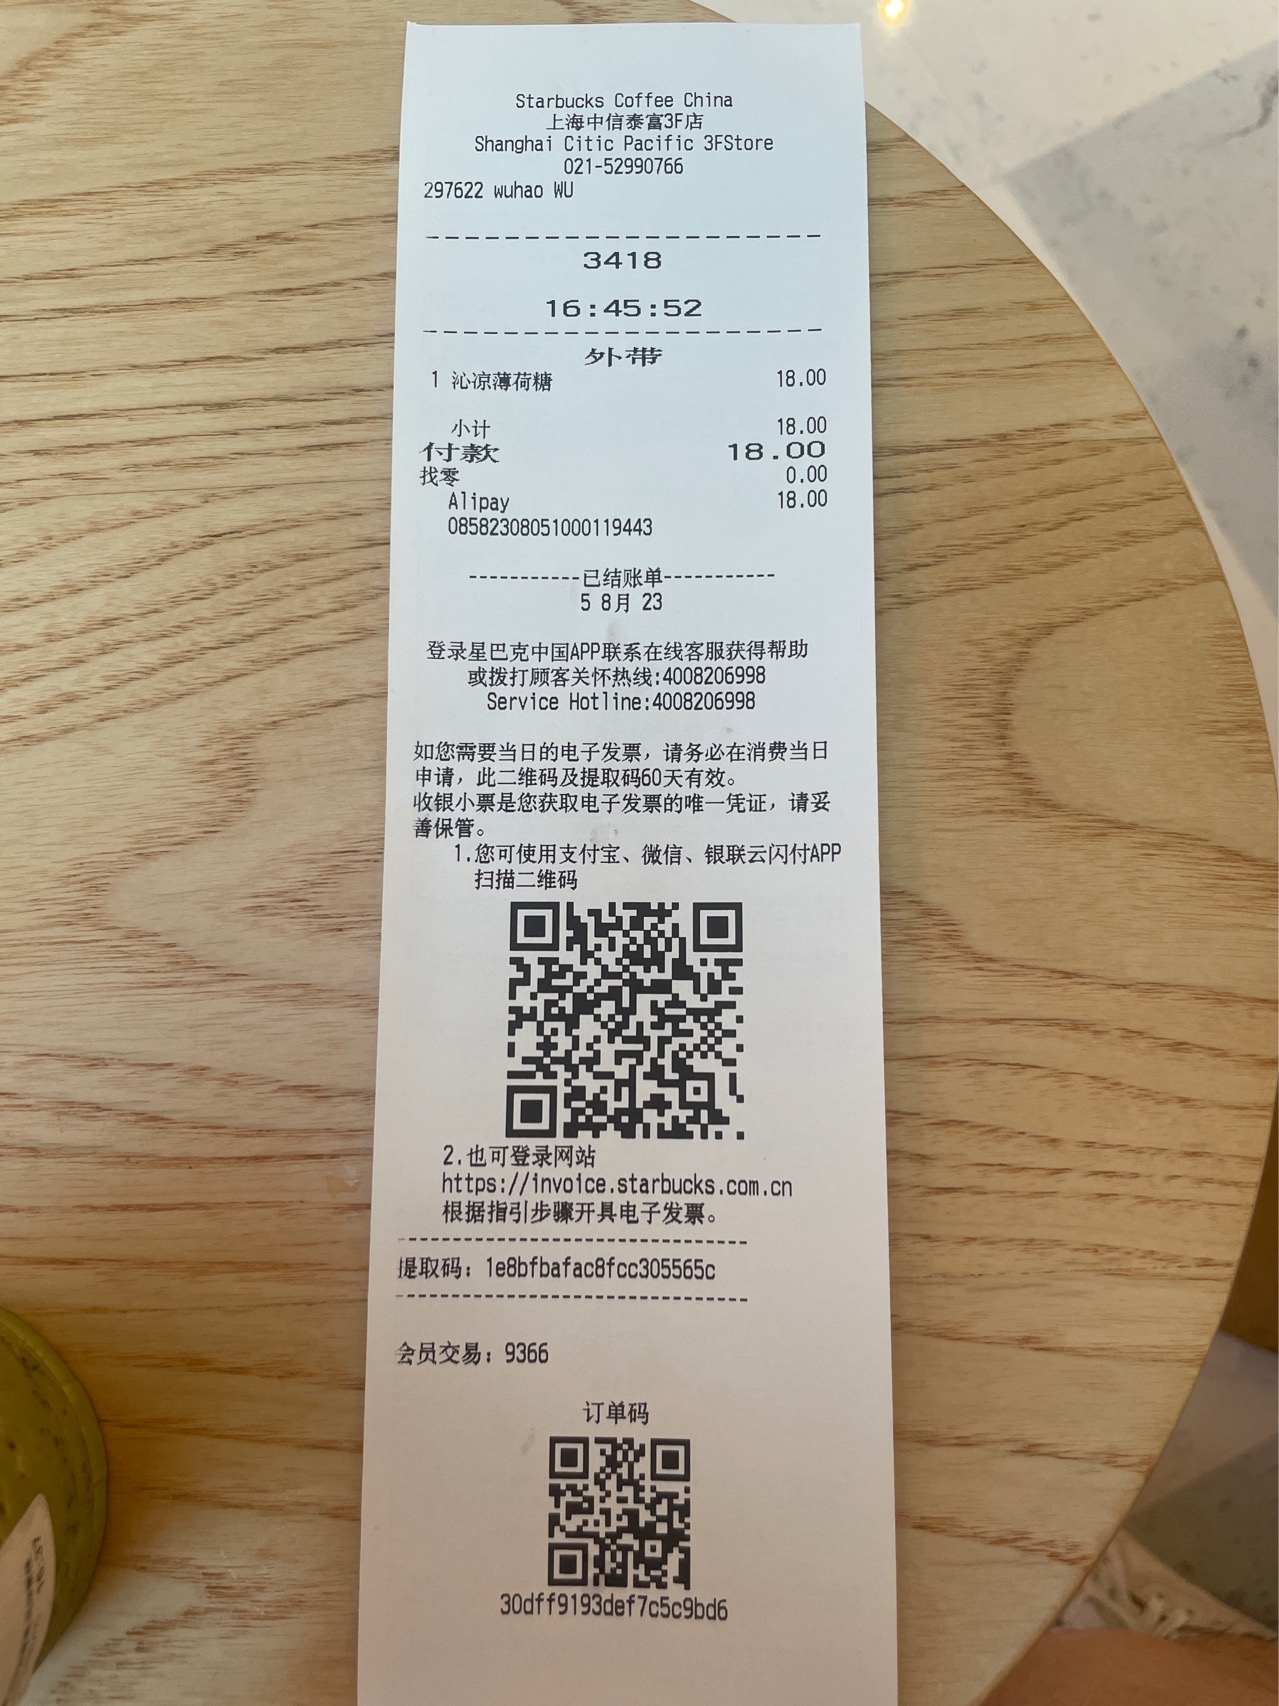 Starbucks Coffee China
上海中信泰富3F店
Shanghai Citic Pacific 3FStore
021-52990766
297622 wuhao WU
--------------------
3418
16:45:52
--------------------
外带
1 沁凉薄荷糖 18.00
小计 18.00
付款 18.00
找零 0.00
Alipay 18.00
08582308051000119443
-----------已结账单-----------
5 8月 23
登录星巴克中国APP联系在线客服获得帮助
或拨打顾客关怀热线:4008206998
Service Hotline:4008206998
如您需要当日的电子发票，请务必在消费当日
申请，此二维码及提取码60天有效。
收银小票是您获取电子发票的唯一凭证，请妥
善保管。
1.您可使用支付宝、微信、银联云闪付APP
扫描二维码
2.也可登录网站
https://invoice.starbucks.com.cn
根据指引步骤开具电子发票。
--------------------------------
提取码：1e8bfbafac8fcc305565c
--------------------------------
会员交易：9366
订单码
30dff9193def7c5c9bd6